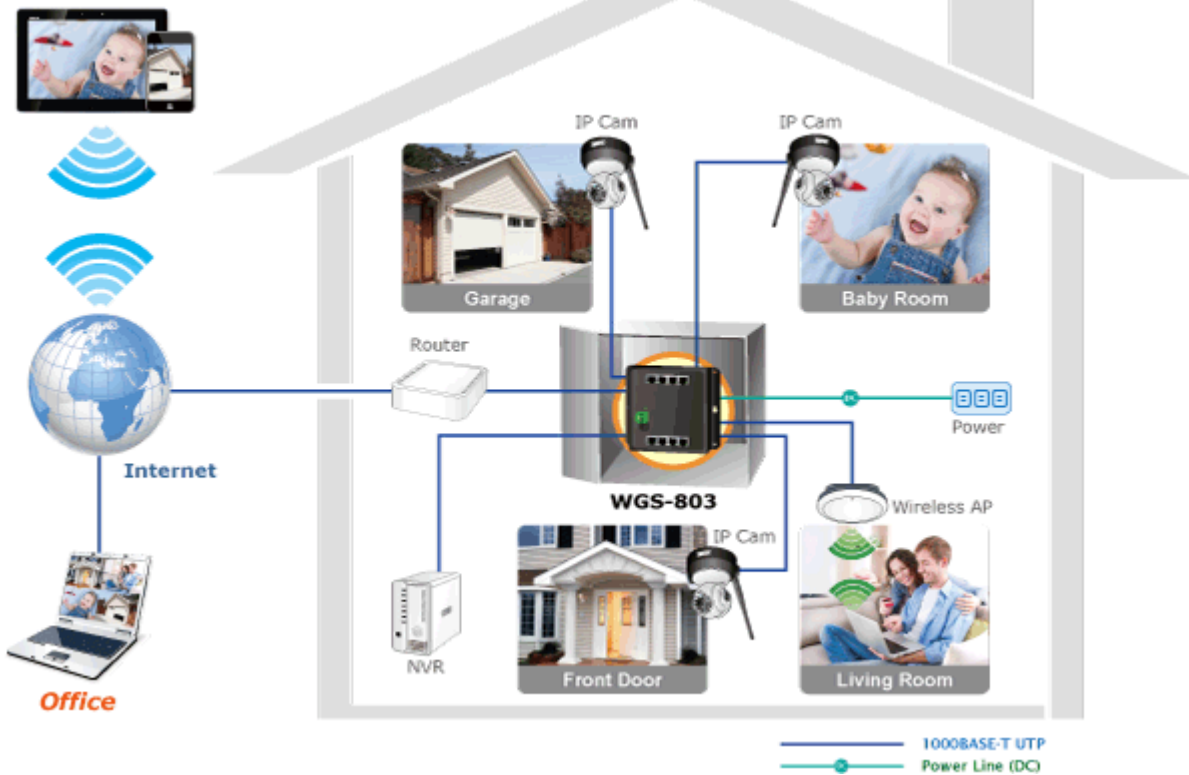 IP Cam
IP Cam
Garage
Baby Room
Router
Power
Internet
WGS-803
Wireless AP
IP Cam
NVR
Front Door
Living Room
Office
1000BASE-T UTP
DC
Power Line (DC)